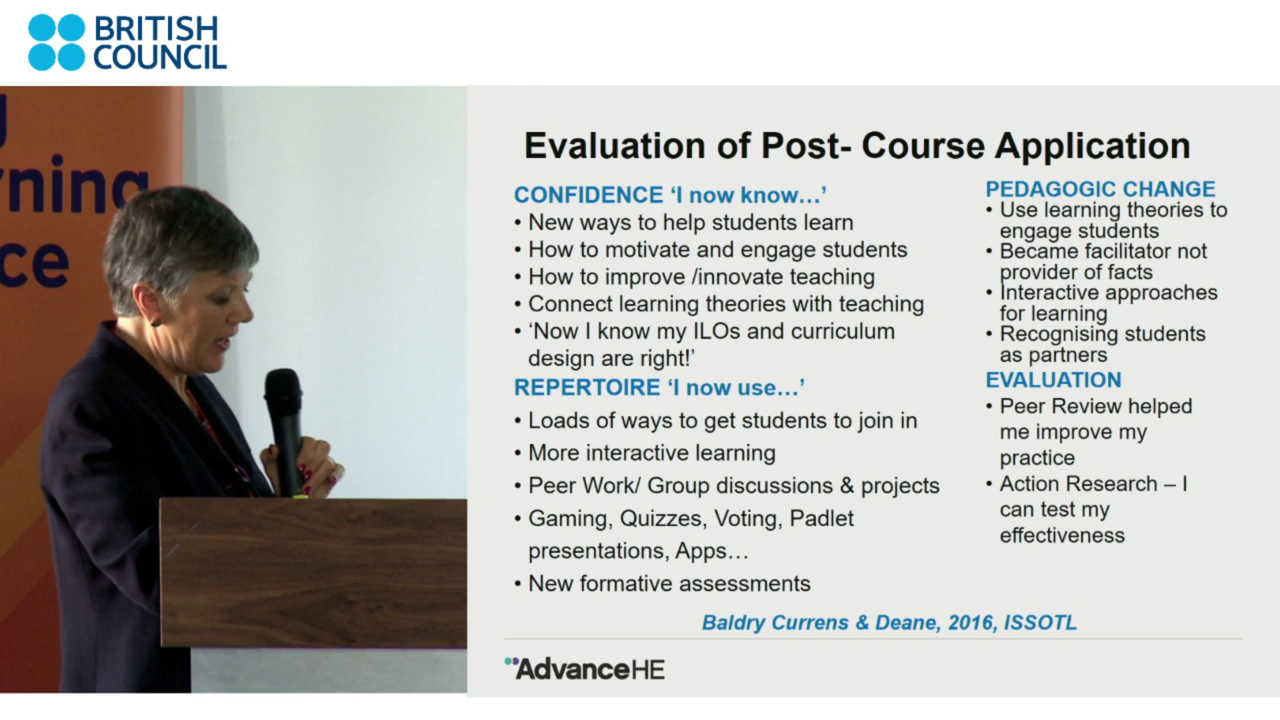 BRITISH
COUNCIL
rning
ce
Evaluation of Post- Course Application
CONFIDENCE ‘I now know…’
• New ways to help students learn
• How to motivate and engage students
• How to improve /innovate teaching
• Connect learning theories with teaching
• ‘Now I know my ILOs and curriculum
design are right!’
REPERTOIRE ‘I now use…’
• Loads of ways to get students to join in
• More interactive learning
• Peer Work/ Group discussions & projects
• Gaming, Quizzes, Voting, Padlet
presentations, Apps…
• New formative assessments
PEDAGOGIC CHANGE
• Use learning theories to
engage students
• Became facilitator not
provider of facts
• Interactive approaches
for learning
• Recognising students
as partners
EVALUATION
• Peer Review helped
me improve my
practice
• Action Research – I
can test my
effectiveness
Baldry Currens & Deane, 2016, ISSOTL
AdvanceHE